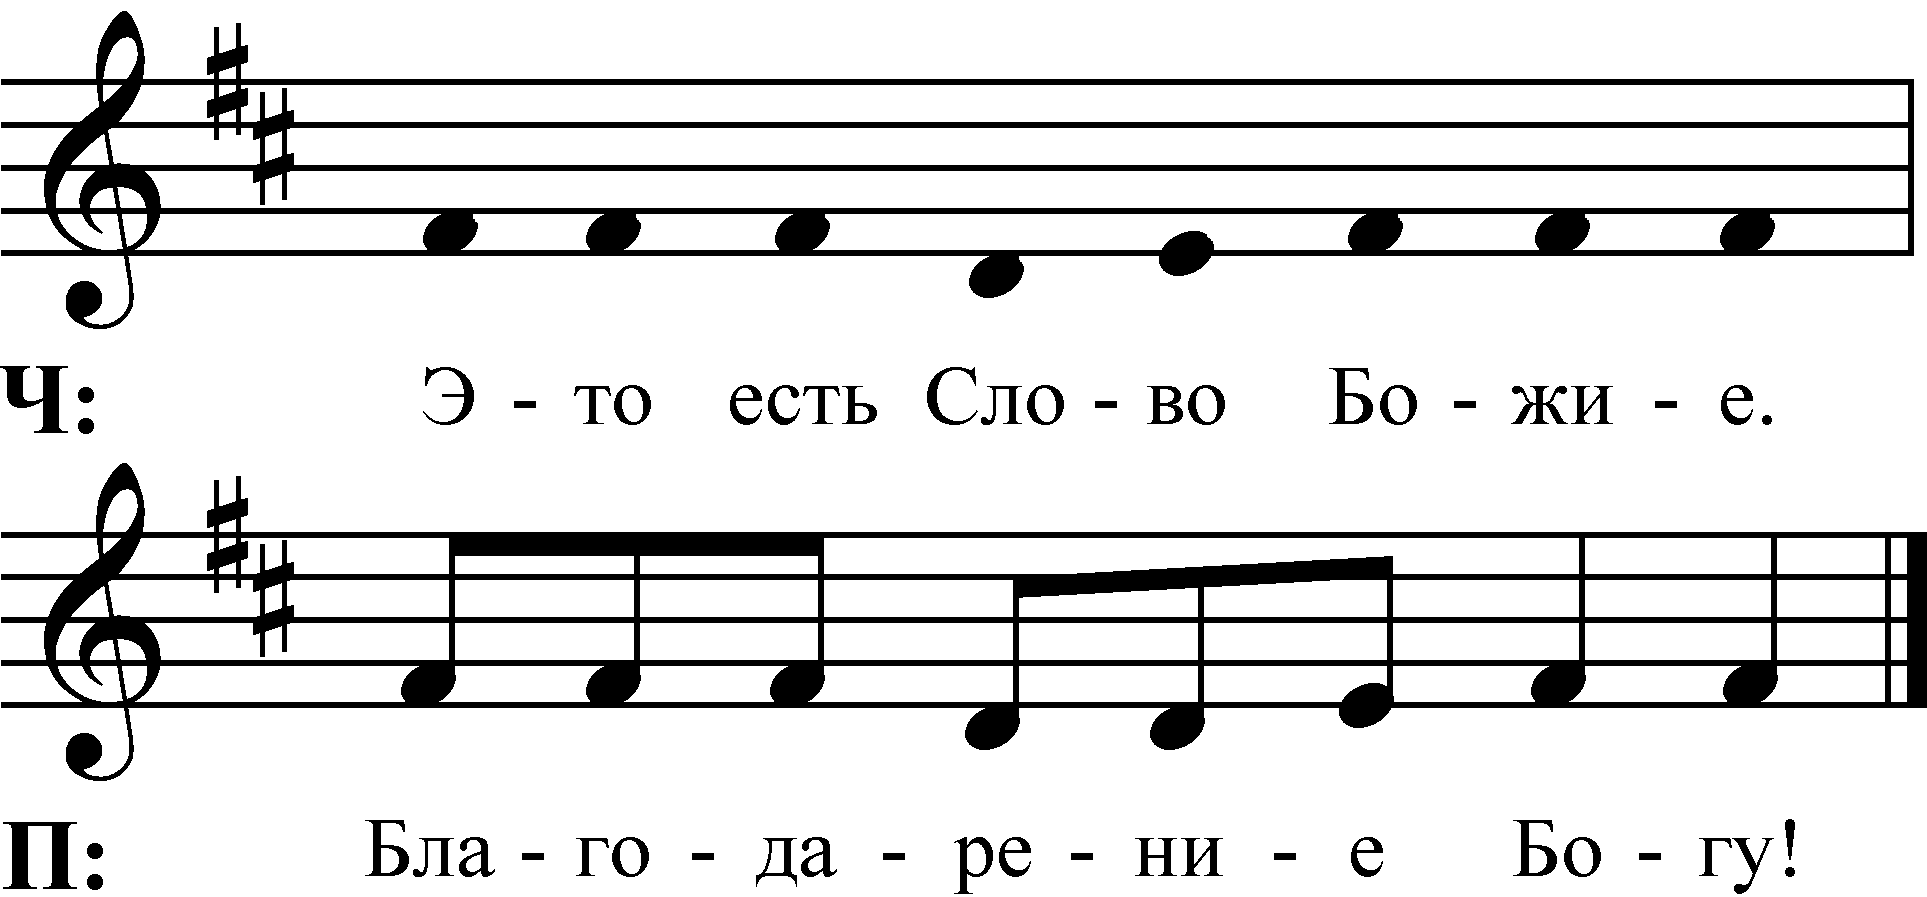 Ч: Э - то есть Сло - во Бо - жи - е.
П: Бла - го - да - ре - ни - е Бо - гу!